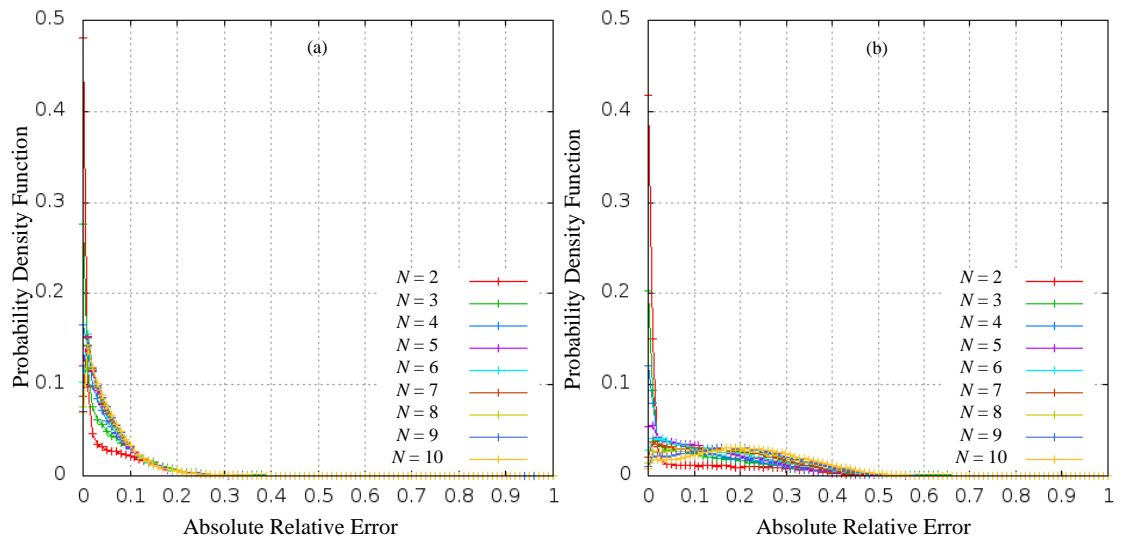 (a)
Probability Density Function
0.5
0.4
0.3
0.2
0.1
0
N = 2
N = 3
N = 4
N = 5
N = 6
N = 7
N = 8
N = 9
N = 10
0 0.1 0.2 0.3 0.4 0.5 0.6 0.7 0.8 0.9 1
Absolute Relative Error
(b)
Probability Density Function
0.5
0.4
0.3
0.2
0.1
0
N = 2
N = 3
N = 4
N = 5
N = 6
N = 7
N = 8
N = 9
N = 10
0 0.1 0.2 0.3 0.4 0.5 0.6 0.7 0.8 0.9 1
Absolute Relative Error